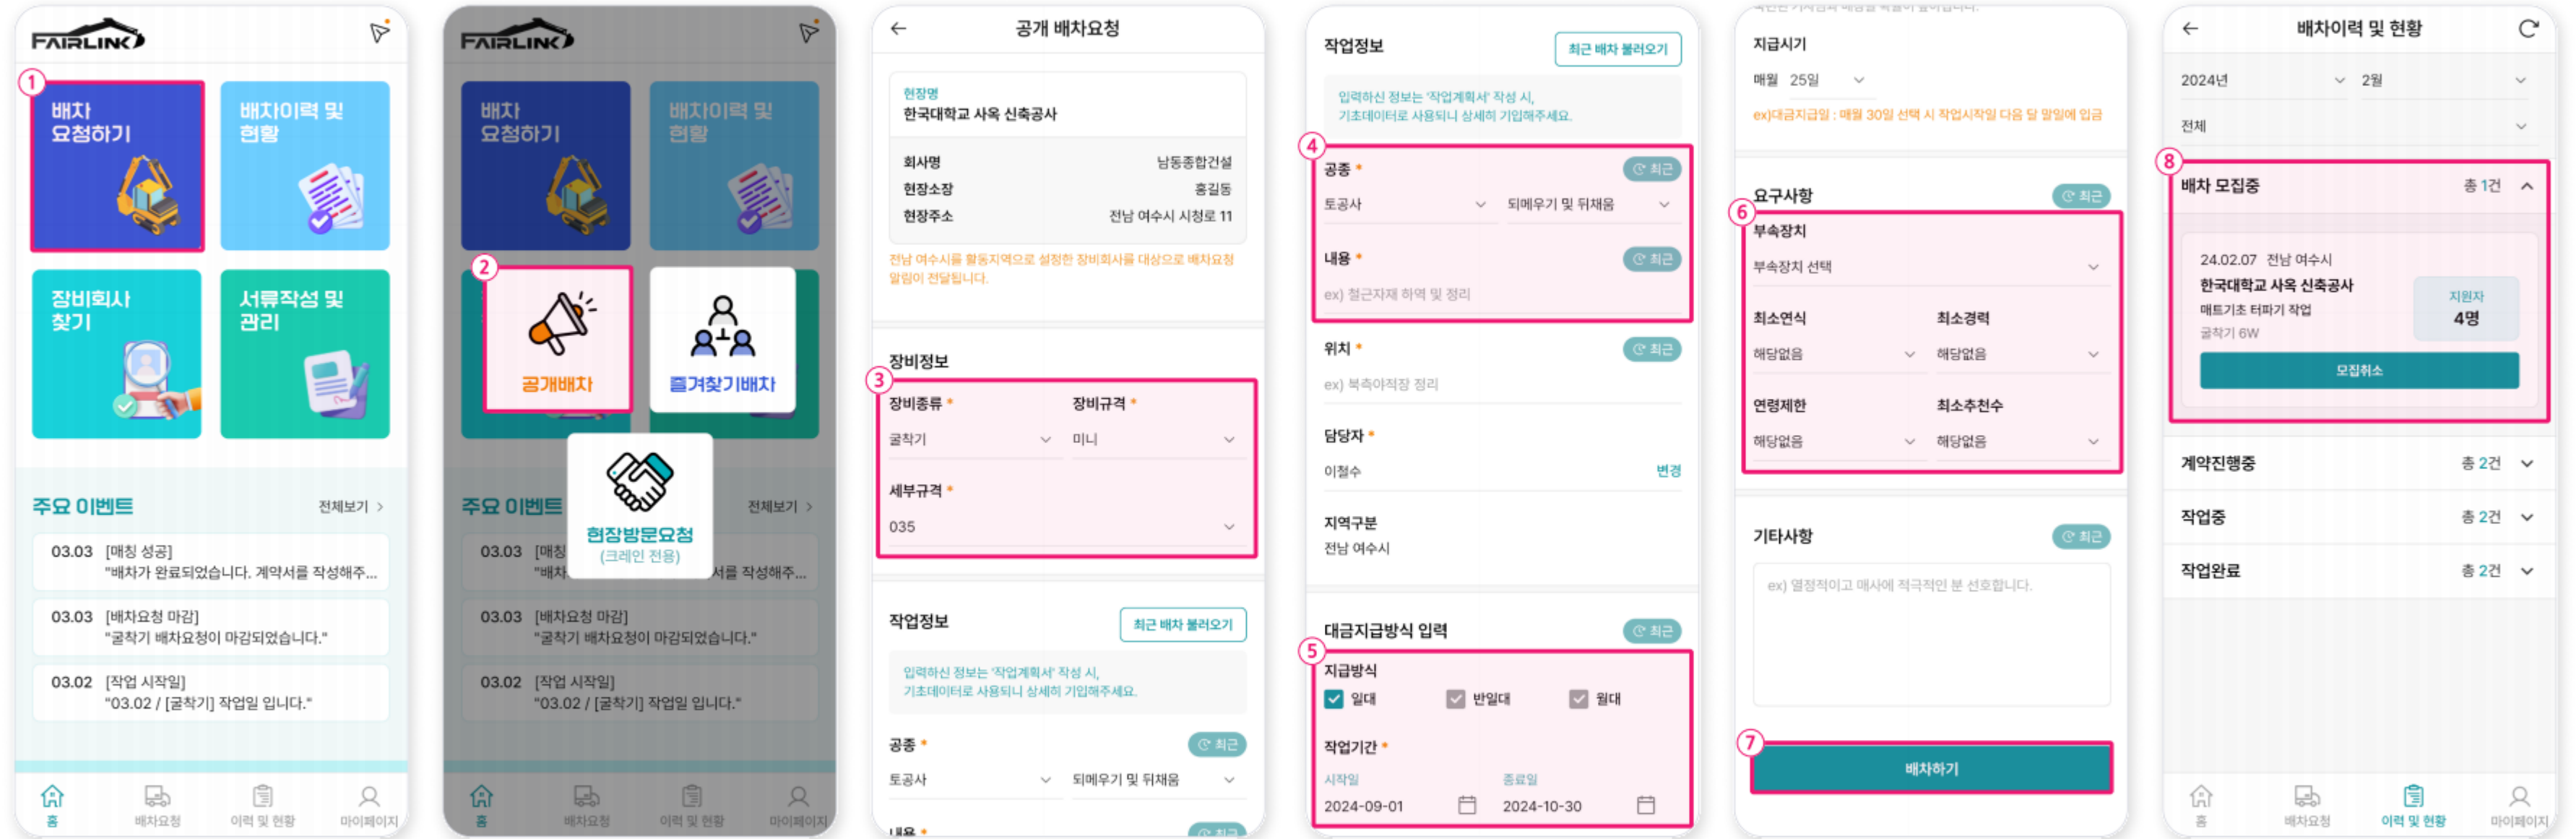 FAIRLINK
1
배차
요청하기
배차이력 및
현황
장비회사
찾기
서류작성 및
관리
주요 이벤트
전체보기 >
03.03 [매칭 성공]
"배차가 완료되었습니다. 계약서를 작성해주...
03.03 [배차요청 마감]
"굴착기 배차요청이 마감되었습니다."
03.02 [작업 시작일]
"03.02 / [굴착기] 작업일 입니다."
홈
배차요청
이력 및 현황
마이페이지
FAIRLINK
배차
요청하기
배차이력 및
현황
2
공개배차
즐겨찾기배차
현장방문요청
(크레인 전용)
주요 이벤트
전체보기 >
03.03 [매칭
"배차
서를 작성해주...
03.03 [배차요청 마감]
"굴착기 배차요청이 마감되었습니다."
03.02 [작업 시작일]
"03.02 / [굴착기] 작업일 입니다."
홈
배차요청
이력 및 현황
마이페이지
공개 배차요청
현장명
한국대학교 사옥 신축공사
회사명 남동종합건설
현장소장 홍길동
현장주소 전남 여수시 시청로 11
전남 여수시를 활동지역으로 설정한 장비회사를 대상으로 배차요청
알림이 전달됩니다.
장비정보
3
장비종류 * 장비규격 *
굴착기 미니
세부규격 *
035
작업정보 최근 배차 불러오기
입력하신 정보는 '작업계획서' 작성 시,
기초데이터로 사용되니 상세히 기입해주세요.
공종 * 최근
토공사 되메우기 및 뒤채움
내용 * 최근
작업정보 최근 배차 불러오기
입력하신 정보는 '작업계획서' 작성 시,
기초데이터로 사용되니 상세히 기입해주세요.
4
공종 * 최근
토공사 되메우기 및 뒤채움
내용 * 최근
ex) 철근자재 하역 및 정리
위치 * 최근
ex) 북측야적장 정리
담당자 *
이철수 변경
지역구분
전남 여수시
대금지급방식 입력 최근
5
지급방식
일대 반일대 월대
작업기간 *
시작일 종료일
2024-09-01 2024-10-30
지급시기
매월 25일
ex)대금지급일 : 매월 30일 선택 시 작업시작일 다음 달 말일에 입금
요구사항 최근
6
부속장치
부속장치 선택
최소연식 최소경력
해당없음 해당없음
연령제한 최소추천수
해당없음 해당없음
기타사항 최근
ex) 열정적이고 매사에 적극적인 분 선호합니다.
7
배차하기
배차이력 및 현황
2024년 2월
전체
8
배차 모집중 총 1건
24.02.07 전남 여수시
한국대학교 사옥 신축공사
매트기초 터파기 작업
굴착기 6W
지원자
4명
모집취소
계약진행중 총 2건
작업중 총 2건
작업완료 총 2건
홈
배차요청
이력 및 현황
마이페이지